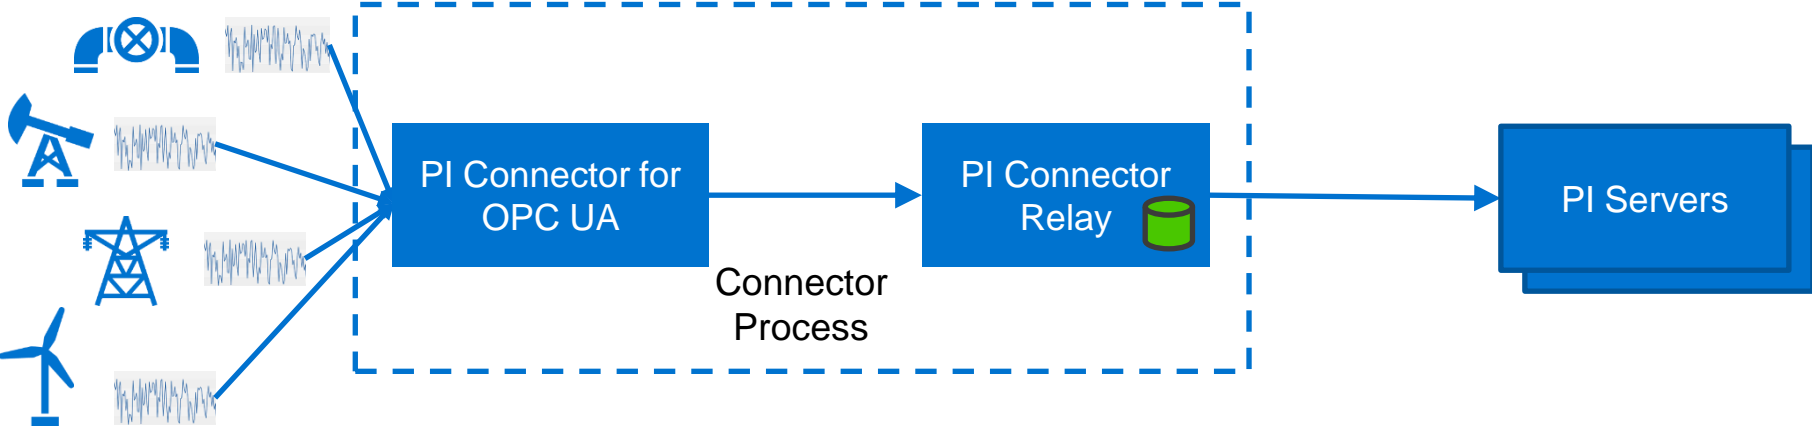 PI Connector for
OPC UA
PI Connector
Relay
Connector
Process
PI Servers